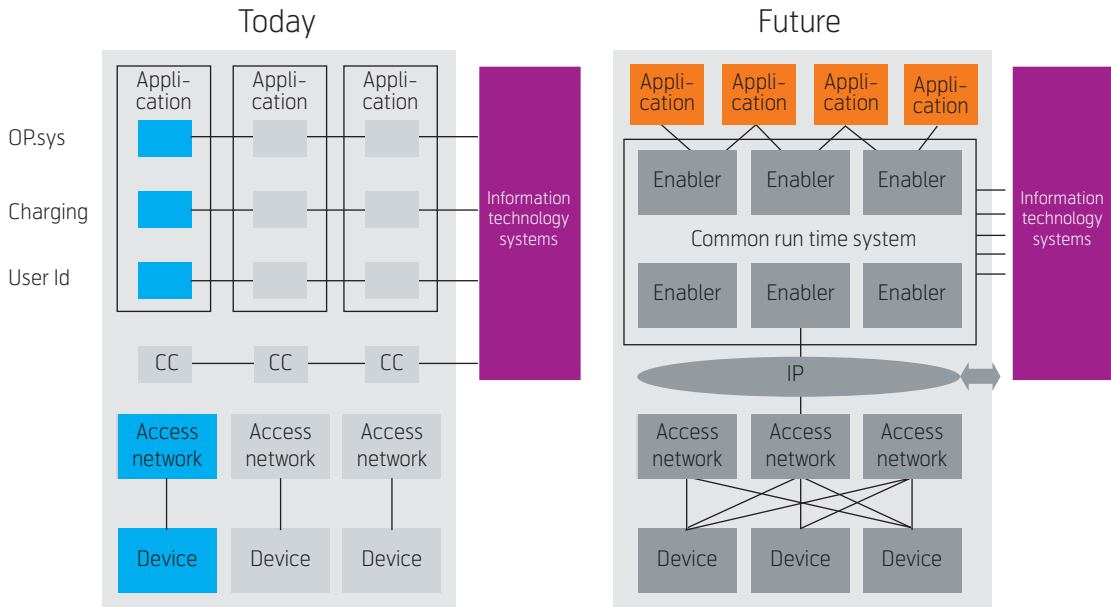 Today
Appli-
cation
Appli-
cation
Appli-
cation
OP.sys
Charging
User Id
Information
technology
systems
CC
CC
CC
Access
network
Access
network
Access
network
Device
Device
Device
Future
Appli-
cation
Appli-
cation
Appli-
cation
Appli-
cation
Enabler
Enabler
Enabler
Common run time system
Enabler
Enabler
Enabler
Information
technology
systems
IP
Access
network
Access
network
Access
network
Device
Device
Device